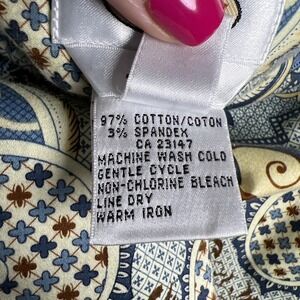 97% COTTON/COTON
3% SPANDEX
CA 23147
MACHINE WASH COLD
GENTLE CYCLE
NON-CHLORINE BLEACH
LINE DRY
WARM IRON